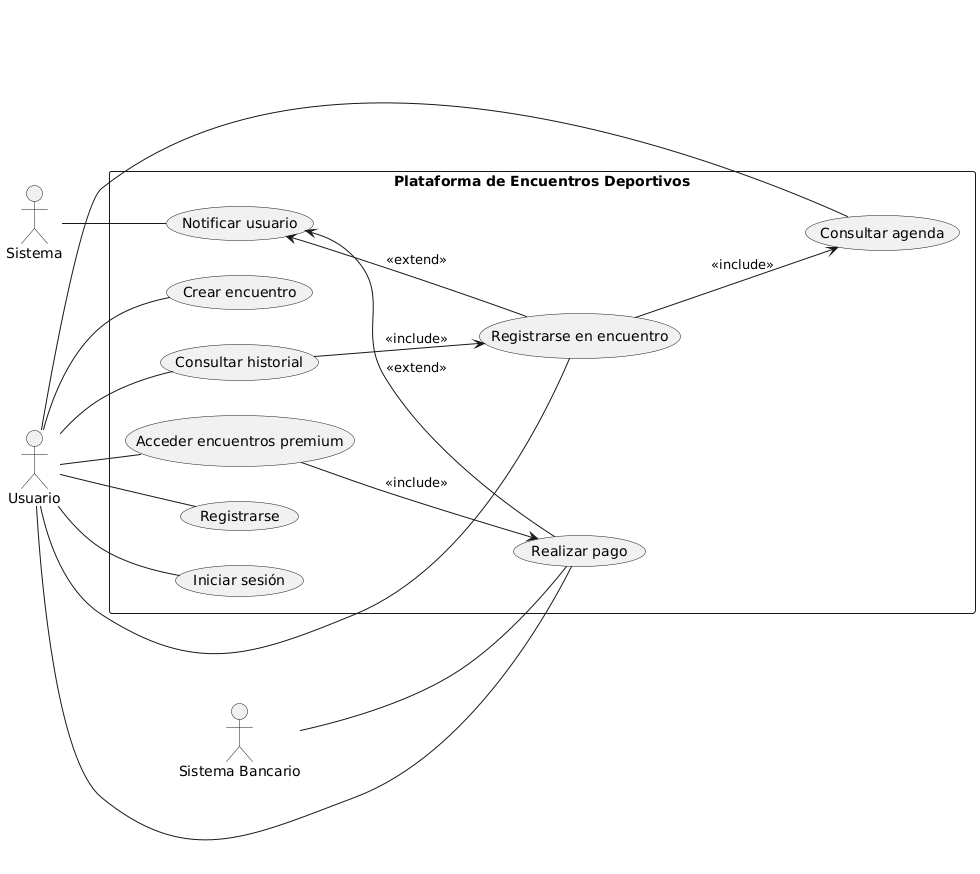 Plataforma de Encuentros Deportivos
Sistema
Notificar usuario
Consultar agenda
«extend»
«include»
Crear encuentro
Registrarse en encuentro
«include»
Consultar historial
«extend»
Acceder encuentros premium
«include»
Usuario
Registrarse
Realizar pago
Iniciar sesión
Sistema Bancario